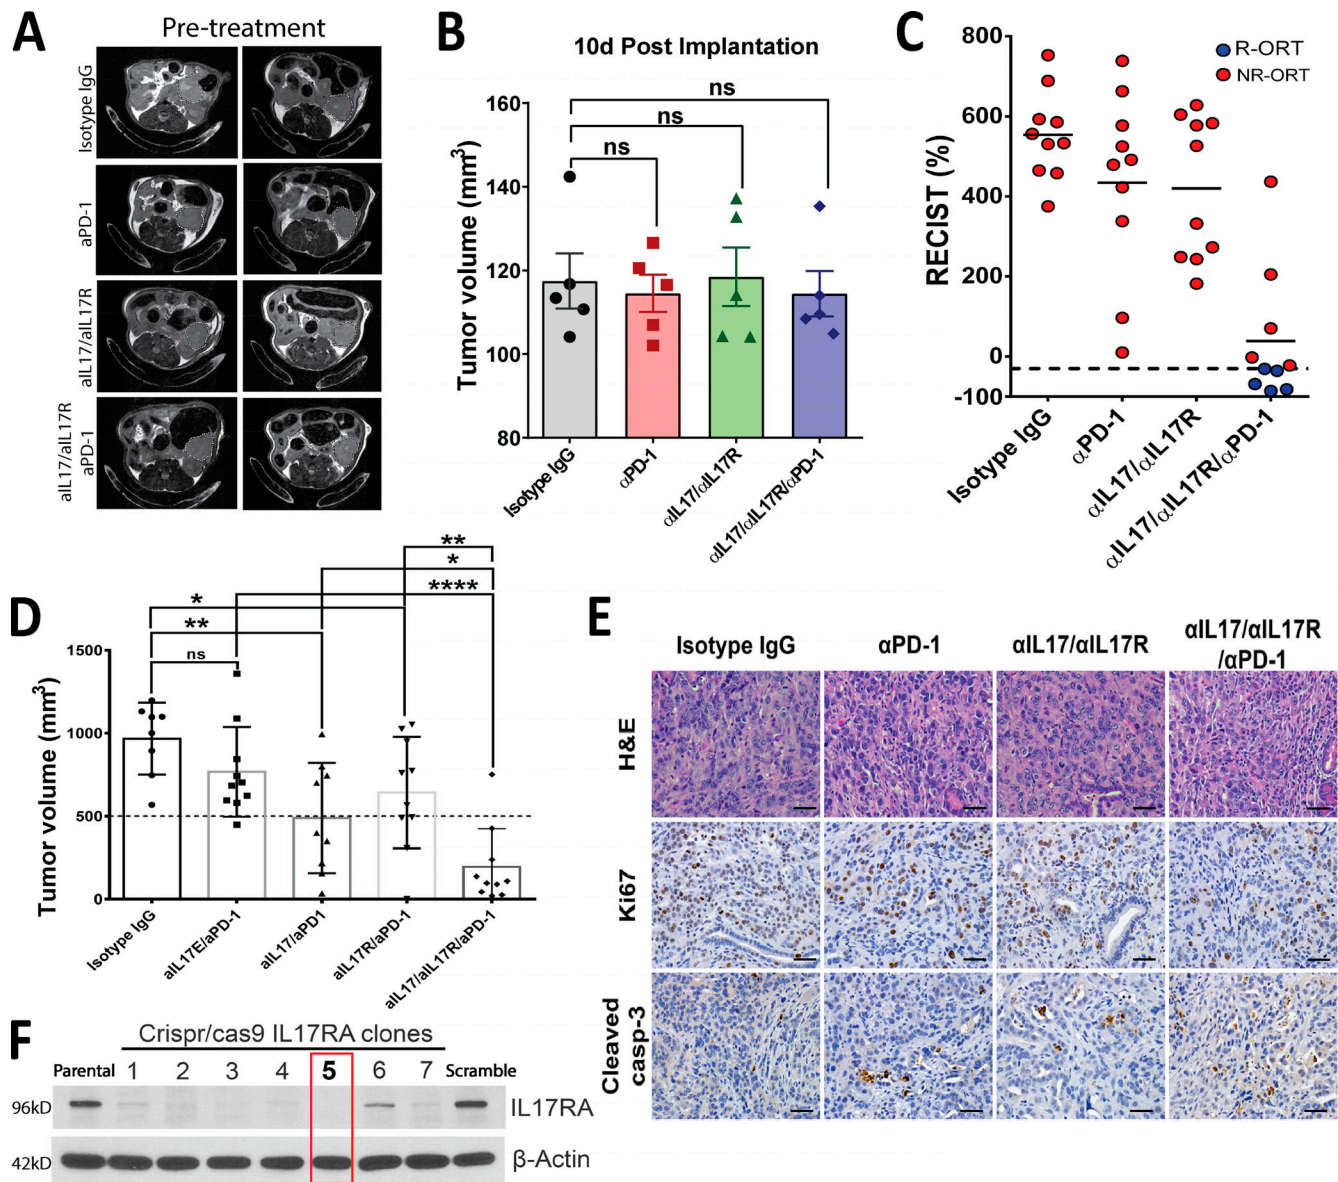 A
Pre-treatment
Isotype IgG
aPD-1
aIL17/aIL17R
aIL17/aIL17R
aPD-1
B
10d Post Implantation
Tumor volume (mm³)
160
140
120
100
80
ns
ns
ns
Isotype IgG
αPD-1
αIL17/αIL17R
αIL17/αIL17R/αPD-1
C
RECIST (%)
800
600
400
200
0
-100
R-ORT
NR-ORT
Isotype IgG
αPD-1
αIL17/αIL17R
αIL17/αIL17R/αPD-1
D
Tumor volume (mm³)
1500
1000
500
0
**
*
****
*
**
ns
Isotype IgG
aIL17E/aPD-1
aIL17/aPD1
aIL17R/aPD-1
aIL17/aIL17R/aPD-1
E
Isotype IgG
αPD-1
αIL17/αIL17R
αIL17/αIL17R
/αPD-1
H&E
Ki67
Cleaved
casp-3
F
Crispr/cas9 IL17RA clones
Parental 1 2 3 4 5 6 7 Scramble
96kD
IL17RA
42kD
β-Actin